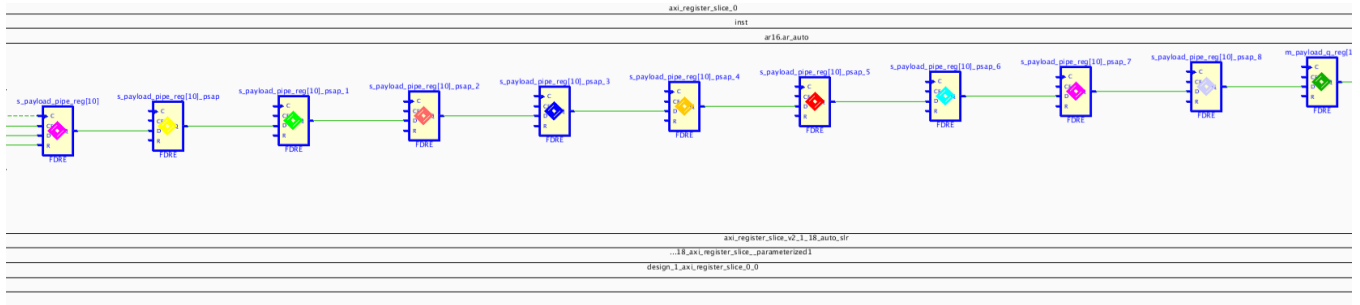 axi_register_slice_0
inst
ar16.ar_auto
s_payload_pipe_reg[10]
C
D
R
FDRE
s_payload_pipe_reg[10]_psap
C
D
R
FDRE
s_payload_pipe_reg[10]_psap_1
C
D
R
FDRE
s_payload_pipe_reg[10]_psap_2
C
D
R
FDRE
s_payload_pipe_reg[10]_psap_3
C
D
R
FDRE
s_payload_pipe_reg[10]_psap_4
C
D
R
FDRE
s_payload_pipe_reg[10]_psap_5
C
D
R
FDRE
s_payload_pipe_reg[10]_psap_6
C
D
R
FDRE
s_payload_pipe_reg[10]_psap_7
C
D
R
FDRE
s_payload_pipe_reg[10]_psap_8
C
D
R
FDRE
m_payload_q_reg[1
C
D
R
FDRE
axi_register_slice_v2_1_18_auto_slr
...18_axi_register_slice__parameterized1
design_1_axi_register_slice_0_0